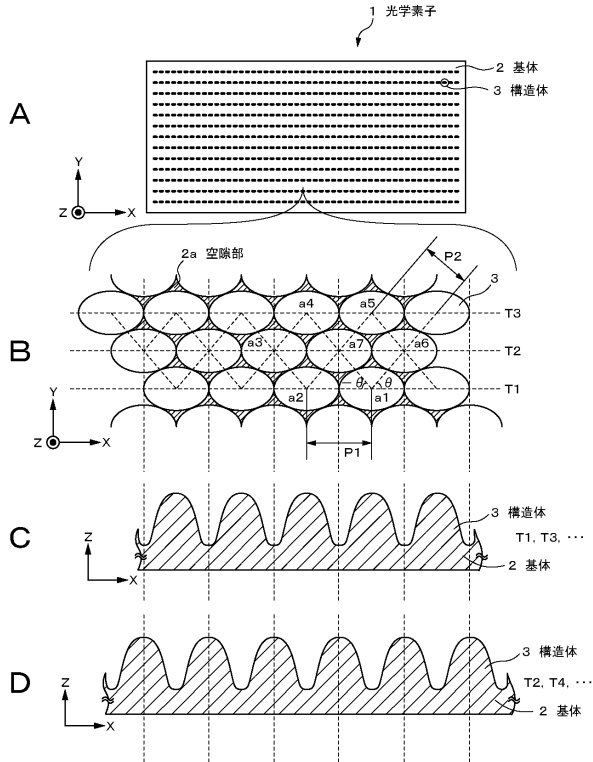 1 光学素子
2 基体
3 構造体
A
Y
Z
X
2a 空隙部
P2
3
a4
a5
T3
B
a3
a7
a6
T2
θ
θ
T1
a2
a1
Y
Z
X
P1
C
Z
X
3 構造体
T1, T3, ・・・
2 基体
D
Z
X
3 構造体
T2, T4, ・・・
2 基体